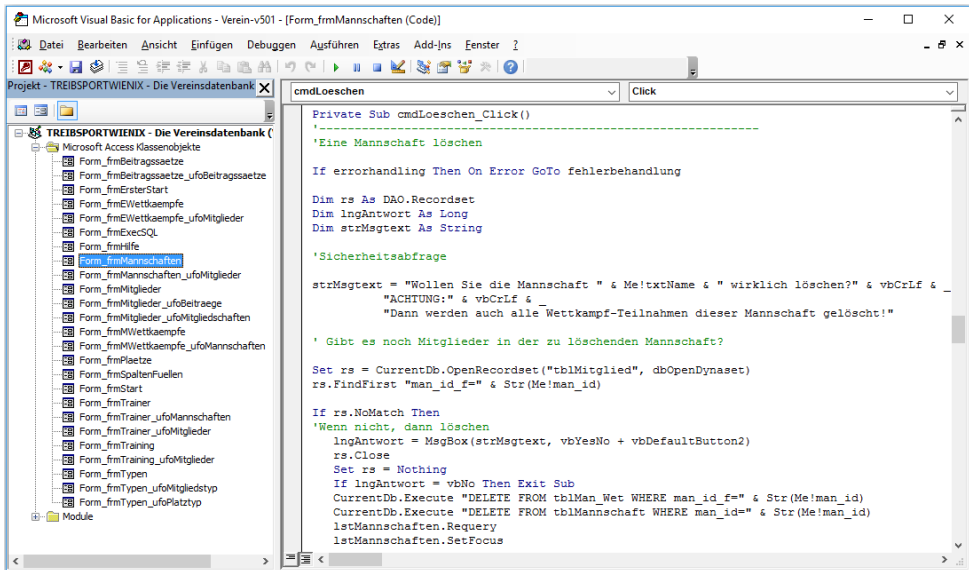 Microsoft Visual Basic for Applications - Verein-v501 - [Form_frmMannschaften (Code)]
Datei Bearbeiten Ansicht Einfügen Debuggen Ausführen Extras Add-Ins Fenster ?
Projekt - TREIBSPORTWIENIX - Die Vereinsdatenbank
TREIBSPORTWIENIX - Die Vereinsdatenbank (
Microsoft Access Klassenobjekte
Form_frmBeitragssaetze
Form_frmBeitragssaetze_ufoBeitragssaetze
Form_frmErsterStart
Form_frmEWettkaempfe
Form_frmEWettkaempfe_ufoMitglieder
Form_frmExecSQL
Form_frmHilfe
Form_frmMannschaften
Form_frmMannschaften_ufoMitglieder
Form_frmMitglieder
Form_frmMitglieder_ufoBeitraege
Form_frmMitglieder_ufoMitgliedschaften
Form_frmMWettkaempfe
Form_frmMWettkaempfe_ufoMannschaften
Form_frmPlaetze
Form_frmSpaltenFuellen
Form_frmStart
Form_frmTrainer
Form_frmTrainer_ufoMannschaften
Form_frmTrainer_ufoMitglieder
Form_frmTraining
Form_frmTraining_ufoMitglieder
Form_frmTypen
Form_frmTypen_ufoMitgliedstyp
Form_frmTypen_ufoPlatztyp
Module
cmdLoeschen Click
Private Sub cmdLoeschen_Click()
'-------------------------------------------------------------
'Eine Mannschaft löschen
If errorhandling Then On Error GoTo fehlerbehandlung
Dim rs As DAO.Recordset
Dim lngAntwort As Long
Dim strMsgtext As String
'Sicherheitsabfrage
strMsgtext = "Wollen Sie die Mannschaft " & Me!txtName & " wirklich löschen?" & vbCrLf & _
"ACHTUNG:" & vbCrLf & _
"Dann werden auch alle Wettkampf-Teilnahmen dieser Mannschaft gelöscht!"
' Gibt es noch Mitglieder in der zu löschenden Mannschaft?
Set rs = CurrentDb.OpenRecordset("tblMitglied", dbOpenDynaset)
rs.FindFirst "man_id_f=" & Str(Me!man_id)
If rs.NoMatch Then
'Wenn nicht, dann löschen
lngAntwort = MsgBox(strMsgtext, vbYesNo + vbDefaultButton2)
rs.Close
Set rs = Nothing
If lngAntwort = vbNo Then Exit Sub
CurrentDb.Execute "DELETE FROM tblMan_Wet WHERE man_id_f=" & Str(Me!man_id)
CurrentDb.Execute "DELETE FROM tblMannschaft WHERE man_id=" & Str(Me!man_id)
lstMannschaften.Requery
lstMannschaften.SetFocus